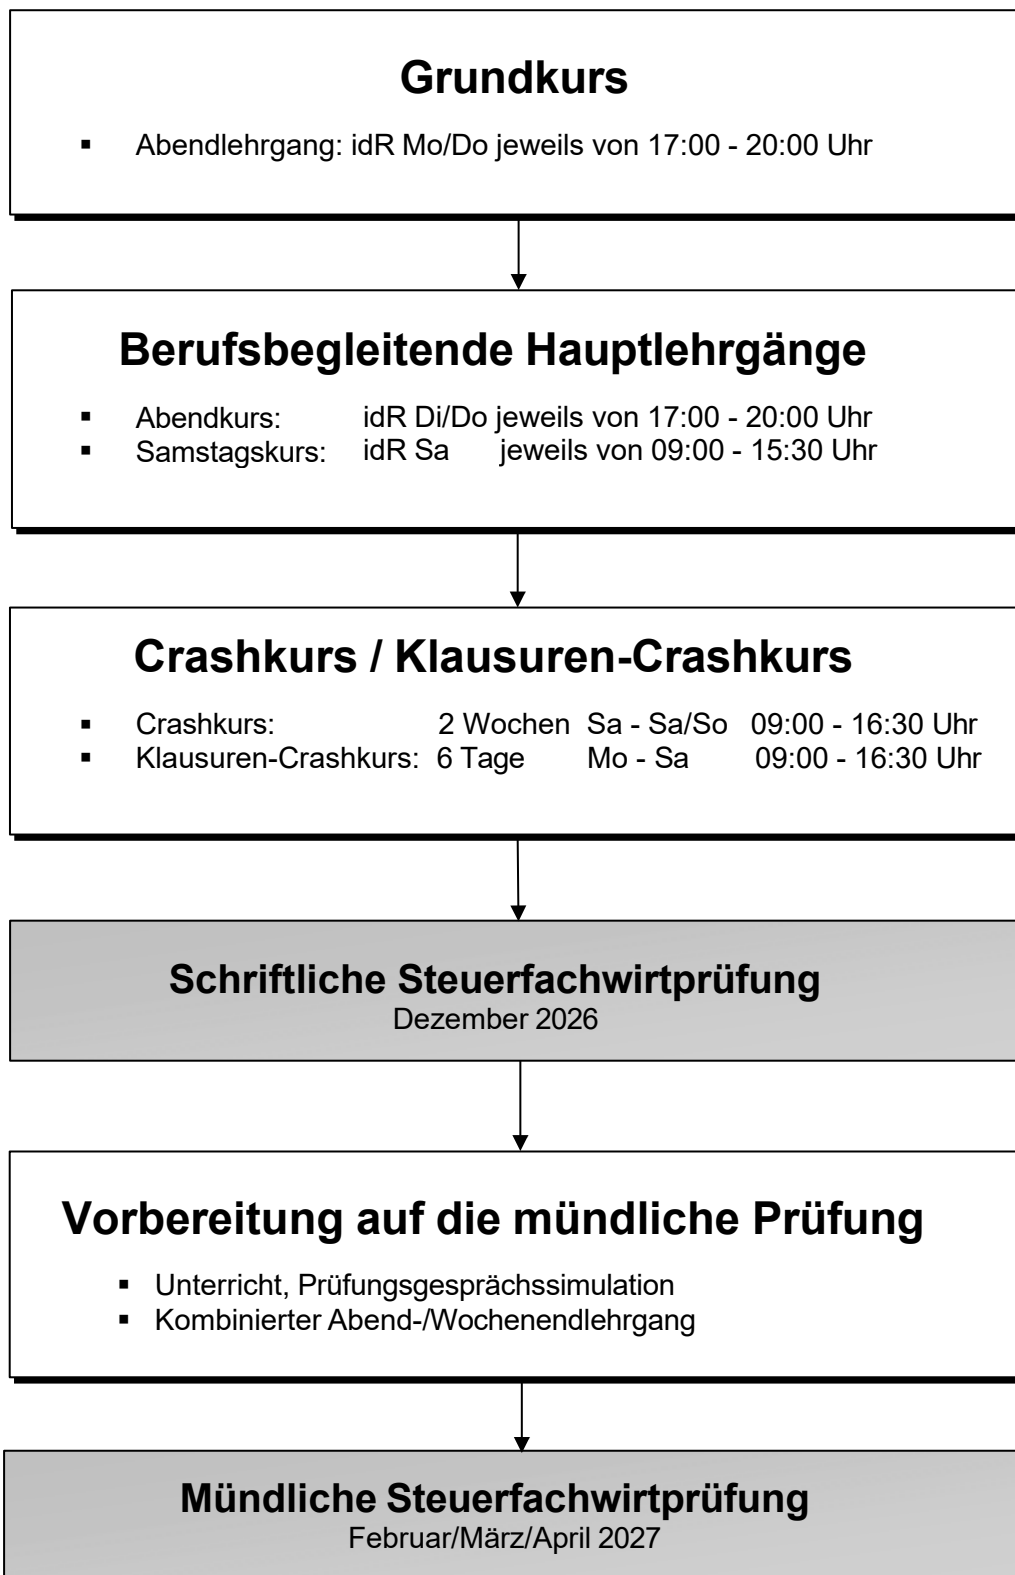 Grundkurs
▪ Abendlehrgang: idR Mo/Do jeweils von 17:00 - 20:00 Uhr
Berufsbegleitende Hauptlehrgänge
▪ Abendkurs: idR Di/Do jeweils von 17:00 - 20:00 Uhr
▪ Samstagskurs: idR Sa jeweils von 09:00 - 15:30 Uhr
Crashkurs / Klausuren-Crashkurs
▪ Crashkurs: 2 Wochen Sa - Sa/So 09:00 - 16:30 Uhr
▪ Klausuren-Crashkurs: 6 Tage Mo - Sa 09:00 - 16:30 Uhr
Schriftliche Steuerfachwirtprüfung
Dezember 2026
Vorbereitung auf die mündliche Prüfung
▪ Unterricht, Prüfungsgesprächssimulation
▪ Kombinierter Abend-/Wochenendlehrgang
Mündliche Steuerfachwirtprüfung
Februar/März/April 2027